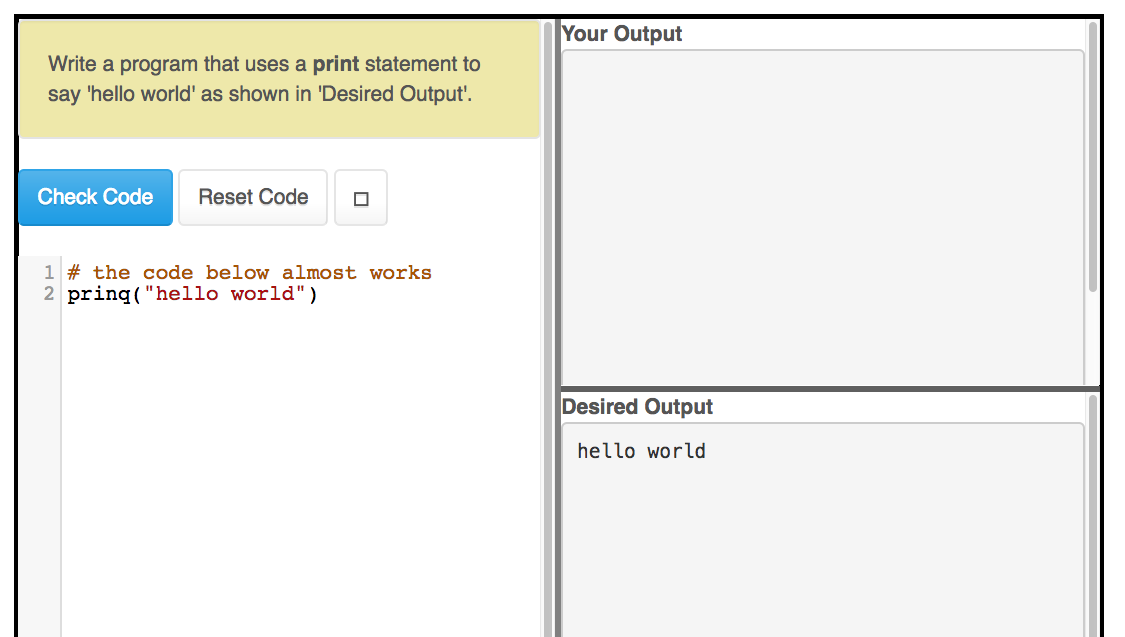 Write a program that uses a print statement to
say 'hello world' as shown in 'Desired Output'.
Check Code
Reset Code
1 # the code below almost works
2 prinq("hello world")
Your Output
Desired Output
hello world